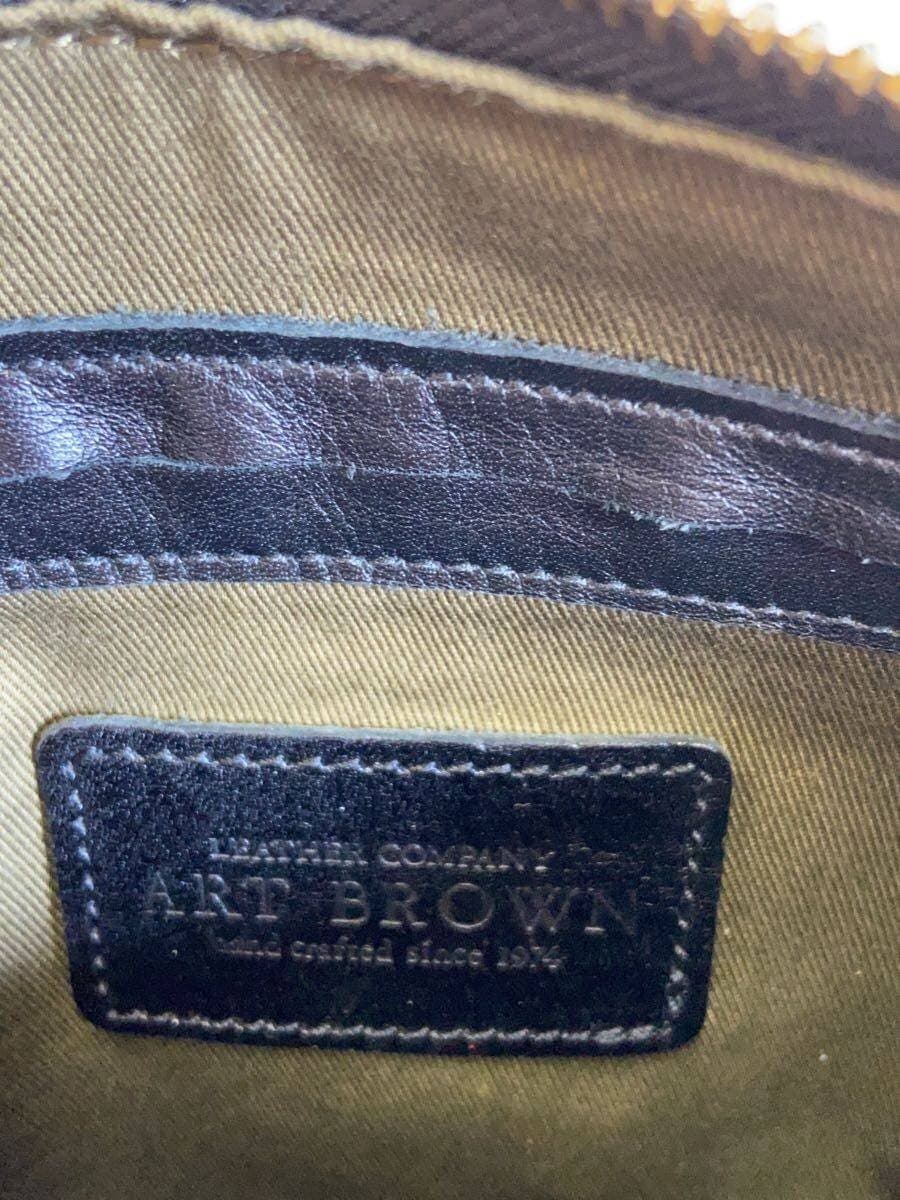 LEATHER COMPANY
ART BROWN
hand crafted since 1974